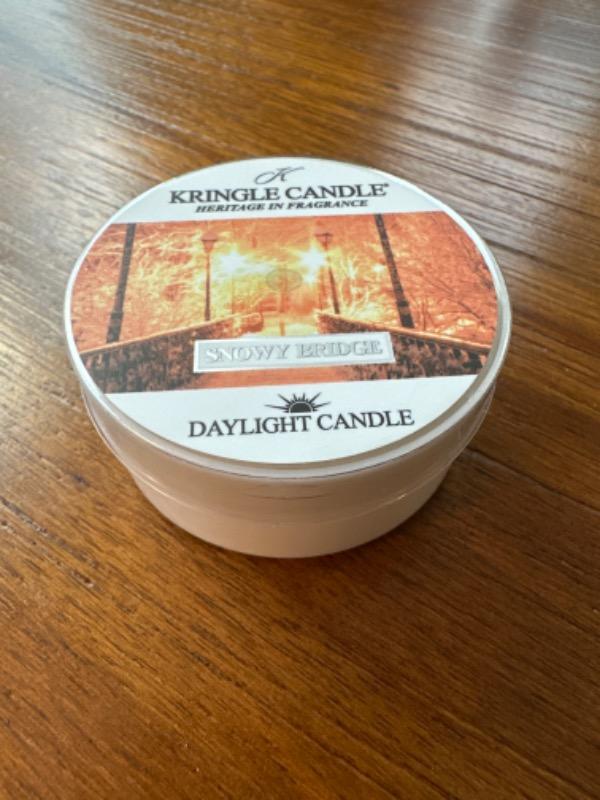 K
KRINGLE CANDLE®
HERITAGE IN FRAGRANCE
SNOWY BRIDGE
DAYLIGHT CANDLE